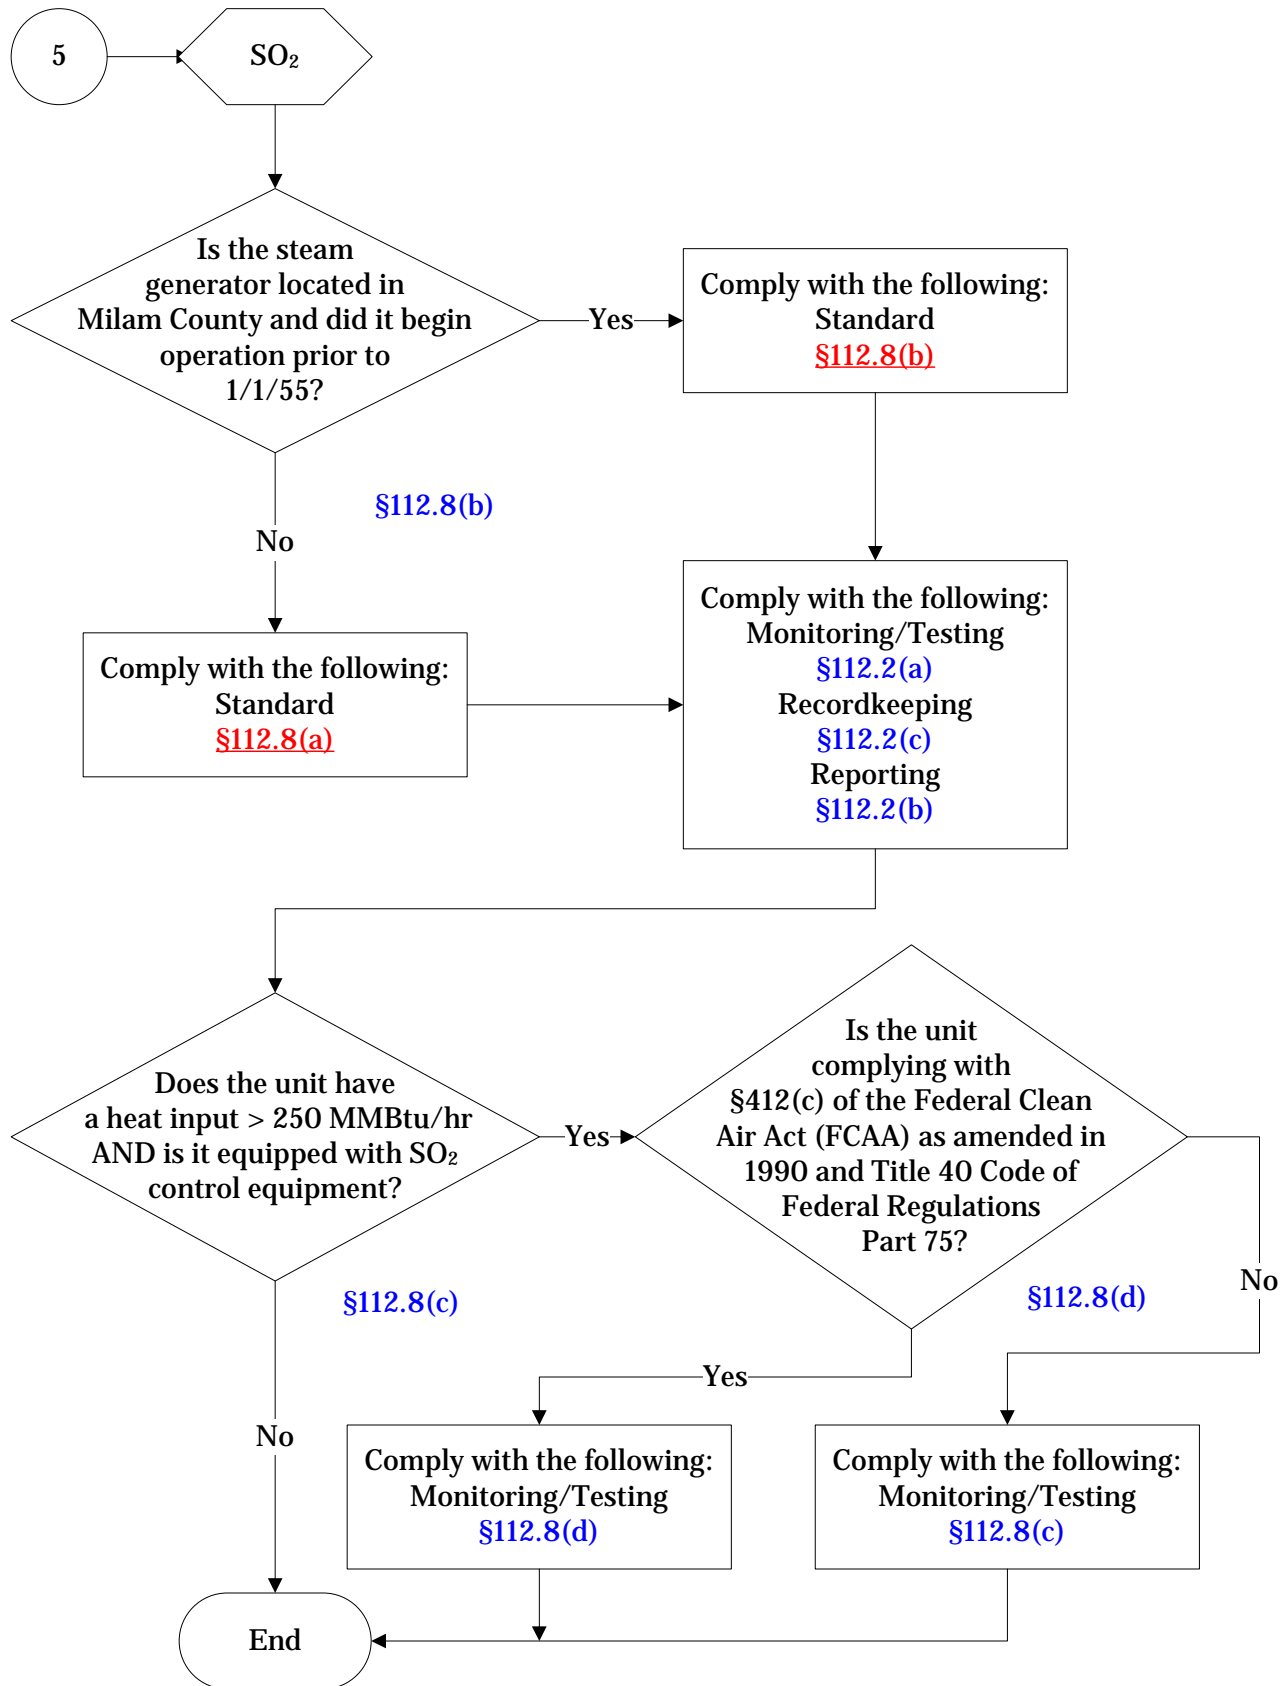 5
SO₂
Is the steam
generator located in
Milam County and did it begin
operation prior to
1/1/55?
Yes
Comply with the following:
Standard
§112.8(b)
§112.8(b)
No
Comply with the following:
Standard
§112.8(a)
Comply with the following:
Monitoring/Testing
§112.2(a)
Recordkeeping
§112.2(c)
Reporting
§112.2(b)
Does the unit have
a heat input > 250 MMBtu/hr
AND is it equipped with SO₂
control equipment?
Yes
Is the unit
complying with
§412(c) of the Federal Clean
Air Act (FCAA) as amended in
1990 and Title 40 Code of
Federal Regulations
Part 75?
§112.8(c)
§112.8(d)
No
Yes
No
Comply with the following:
Monitoring/Testing
§112.8(d)
Comply with the following:
Monitoring/Testing
§112.8(c)
End